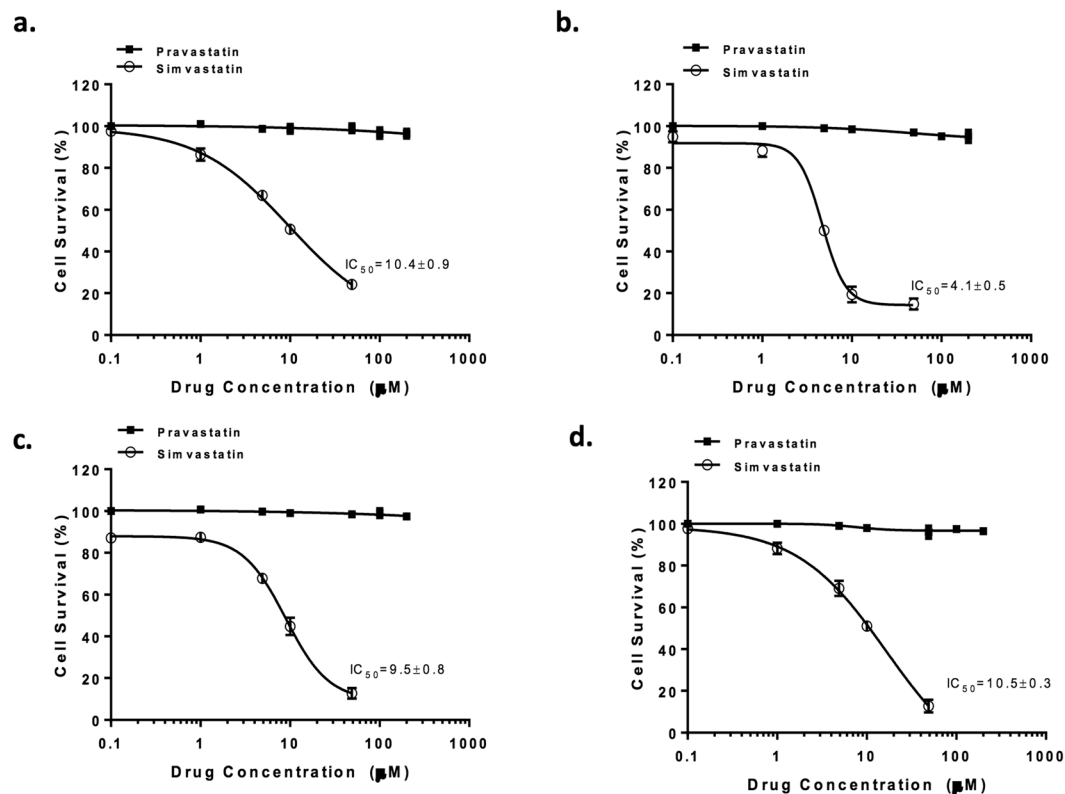 a.
Pravastatin
Simvastatin
120
100
80
60
40
20
0
Cell Survival (%)
IC50=10.4±0.9
0.1 1 10 100 1000
Drug Concentration (μM)
b.
Pravastatin
Simvastatin
120
100
80
60
40
20
0
Cell Survival (%)
IC50=4.1±0.5
0.1 1 10 100 1000
Drug Concentration (μM)
c.
Pravastatin
Simvastatin
120
100
80
60
40
20
0
Cell Survival (%)
IC50=9.5±0.8
0.1 1 10 100 1000
Drug Concentration (μM)
d.
Pravastatin
Simvastatin
120
100
80
60
40
20
0
Cell Survival (%)
IC50=10.5±0.3
0.1 1 10 100 1000
Drug Concentration (μM)